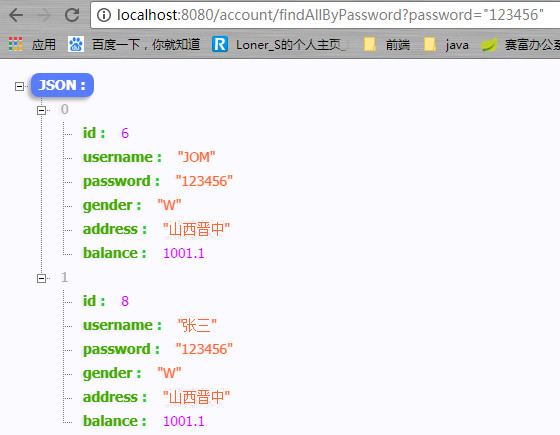 localhost:8080/account/findAllByPassword?password="123456"
应用 百度一下，你就知道 Loner_S的个人主页_ 前端 java 赛富办公系
JSON :
0
id : 6
username : "JOM"
password : "123456"
gender : "W"
address : "山西晋中"
balance : 1001.1
1
id : 8
username : "张三"
password : "123456"
gender : "W"
address : "山西晋中"
balance : 1001.1